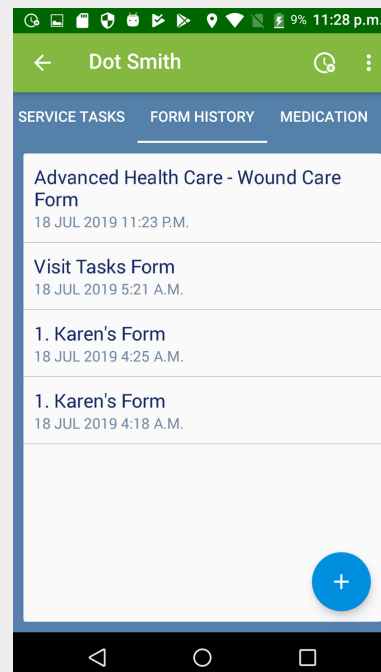 9% 11:28 p.m.
Dot Smith
SERVICE TASKS FORM HISTORY MEDICATION
Advanced Health Care - Wound Care
Form
18 JUL 2019 11:23 P.M.
Visit Tasks Form
18 JUL 2019 5:21 A.M.
1. Karen's Form
18 JUL 2019 4:25 A.M.
1. Karen's Form
18 JUL 2019 4:18 A.M.
+